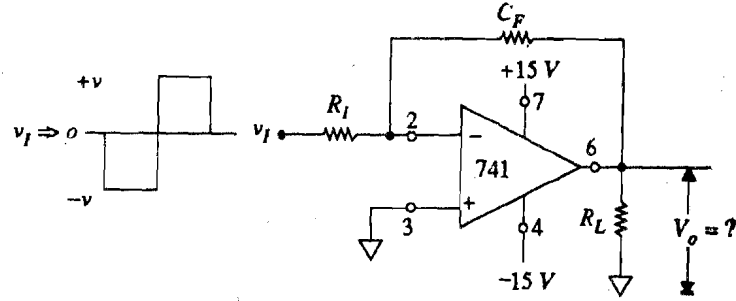 C_F
+v
+15 V
R_I
7
v_I ⇒ o
v_I
2
−
6
741
−v
3
+
4
R_L
V_o = ?
−15 V